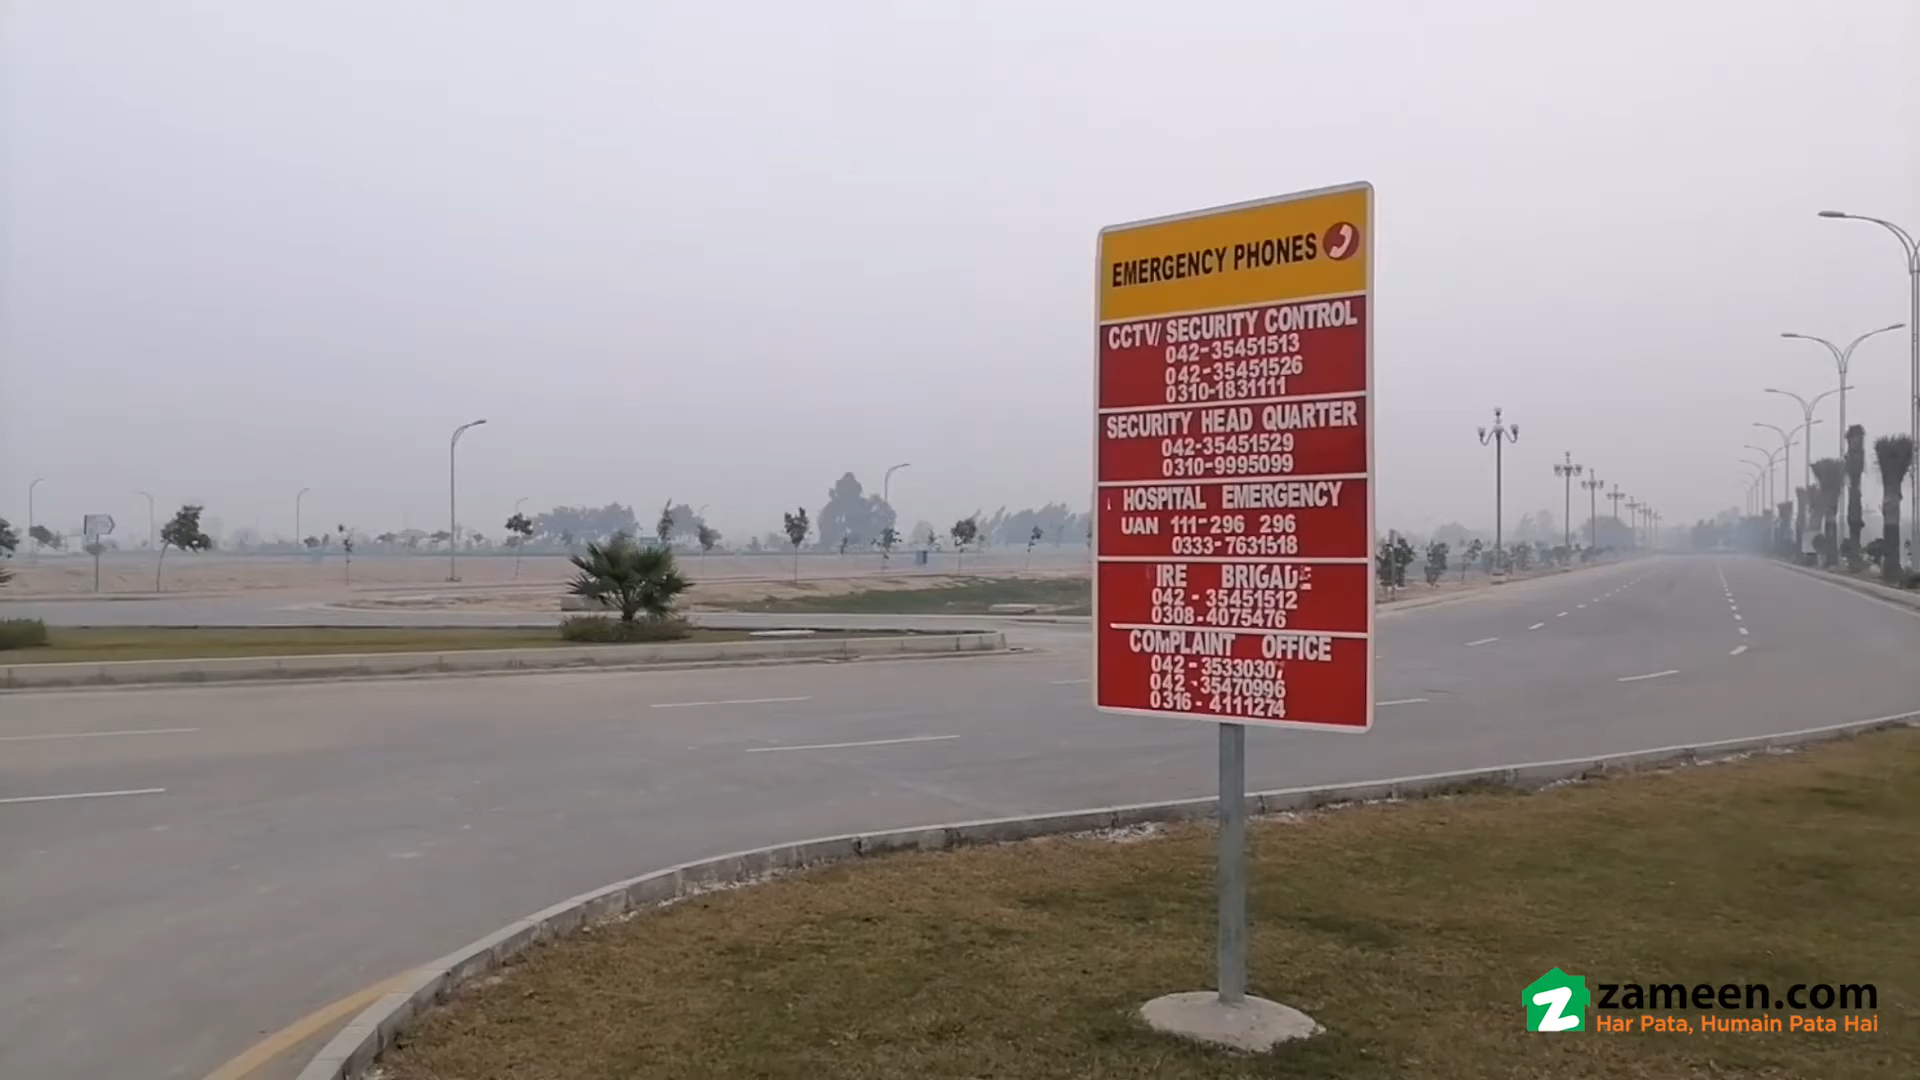 EMERGENCY PHONES
CCTV/ SECURITY CONTROL
042-35451513
042-35451526
0310-1831111
SECURITY HEAD QUARTER
042-35451529
0310-9995099
HOSPITAL EMERGENCY
UAN 111-296 296
0333-7631518
IRE BRIGADE
042 - 35451512
0308-4075476
COMPLAINT OFFICE
042 - 35330307
042 - 35470996
0316 - 4111274
zameen.com
Har Pata, Humain Pata Hai